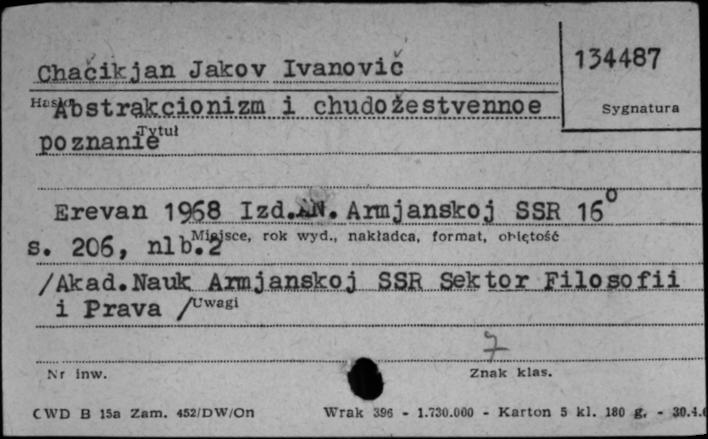 Chačikjan Jakov Ivanovič
134487
Hasło
Abstrakcionizm i chudožestvennoe
Sygnatura
poznanie
Tytuł
Erevan 1968 Izd.AN. Armjanskoj SSR 16°
s. 206, nlb.2
Miejsce, rok wyd., nakładca, format, objętość
/Akad.Nauk Armjanskoj SSR Sektor Filosofii
i Prava /
Uwagi
7
Nr inw.
Znak klas.
CWD B 15a Zam. 452/DW/On
Wrak 396 - 1.730.000 - Karton 5 kl. 180 g. - 30.4.